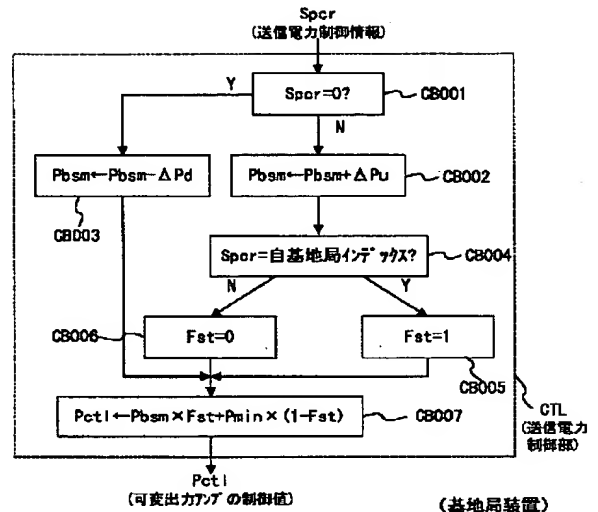 Spcr
(送信電力制御情報)
Spcr=0?
CB001
Y
N
Pbsm←Pbsm-ΔPd
Pbsm←Pbsm+ΔPu
CB002
CB003
Spcr=自基地局インデックス?
CB004
N
Y
CB006
Fst=0
Fst=1
CB005
Pctl←Pbsm×Fst+Pmin×(1-Fst)
CB007
CTL
(送信電力
制御部)
Pctl
(可変出力アンプの制御値)
(基地局装置)